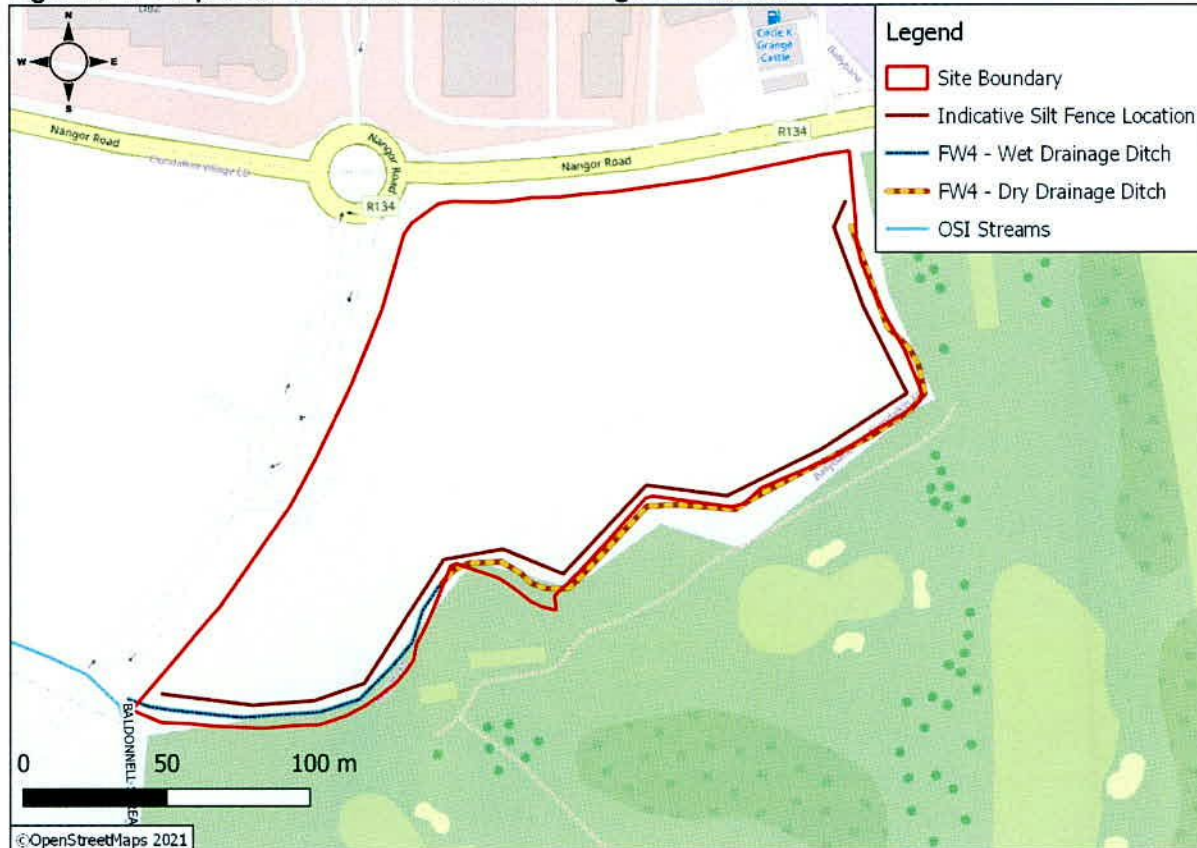 N
W
E
S
Circle K
Grange
Castle
Nangor Road
Nangor Road
Nangor Road
R134
R134
BALDONNELL STREA
0 50 100 m
©OpenStreetMaps 2021
Legend
Site Boundary
Indicative Silt Fence Location
FW4 - Wet Drainage Ditch
FW4 - Dry Drainage Ditch
OSI Streams